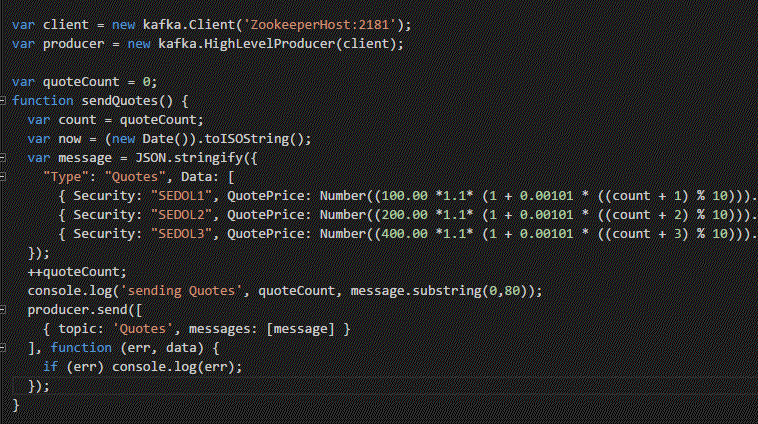 var client = new kafka.Client('ZookeeperHost:2181');
var producer = new kafka.HighLevelProducer(client);
var quoteCount = 0;
function sendQuotes() {
var count = quoteCount;
var now = (new Date()).toISOString();
var message = JSON.stringify({
"Type": "Quotes", Data: [
{ Security: "SEDOL1", QuotePrice: Number((100.00 *1.1* (1 + 0.00101 * ((count + 1) % 10))).
{ Security: "SEDOL2", QuotePrice: Number((200.00 *1.1* (1 + 0.00101 * ((count + 2) % 10))).
{ Security: "SEDOL3", QuotePrice: Number((400.00 *1.1* (1 + 0.00101 * ((count + 3) % 10))).
});
++quoteCount;
console.log('sending Quotes', quoteCount, message.substring(0,80));
producer.send([
{ topic: 'Quotes', messages: [message] }
], function (err, data) {
if (err) console.log(err);
});
}